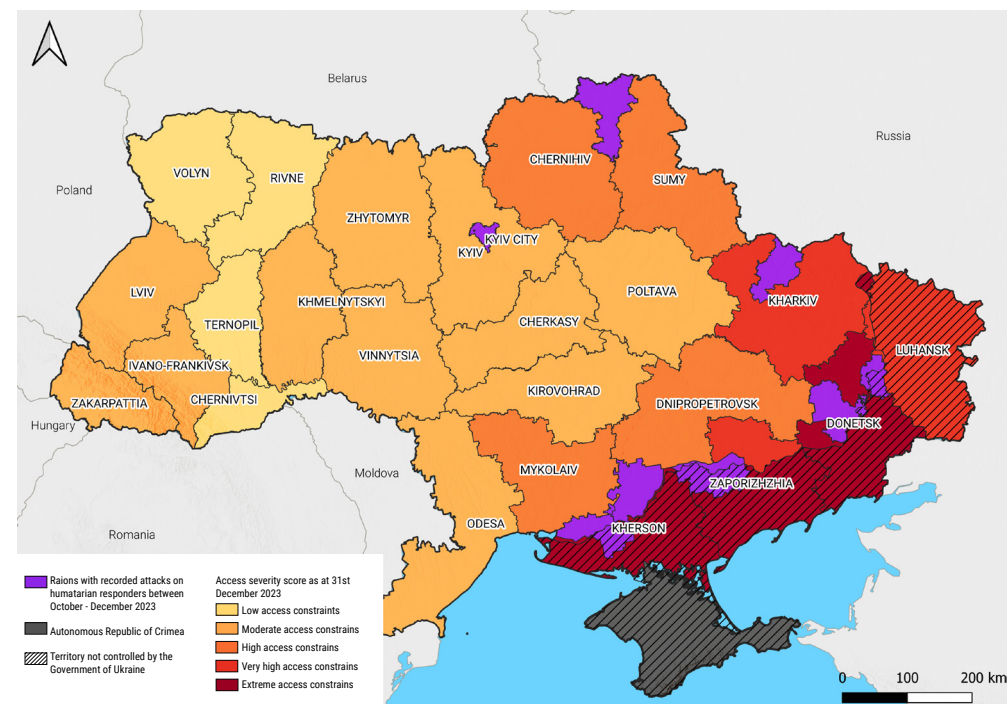 Belarus
Russia
Poland
Hungary
Moldova
Romania
VOLYN
RIVNE
ZHYTOMYR
CHERNIHIV
SUMY
KYIV CITY
KYIV
LVIV
KHMELNYTSKYI
TERNOPIL
POLTAVA
KHARKIV
CHERKASY
LUHANSK
IVANO-FRANKIVSK
VINNYTSIA
ZAKARPATTIA
CHERNIVTSI
KIROVOHRAD
DNIPROPETROVSK
DONETSK
MYKOLAIV
ZAPORIZHZHIA
ODESA
KHERSON
Raions with recorded attacks on
humatarian responders between
October - December 2023
Autonomous Republic of Crimea
Territory not controlled by the
Government of Ukraine
Access severity score as at 31st
December 2023
Low access constraints
Moderate access constrains
High access constrains
Very high access constrains
Extreme access constrains
0 100 200 km